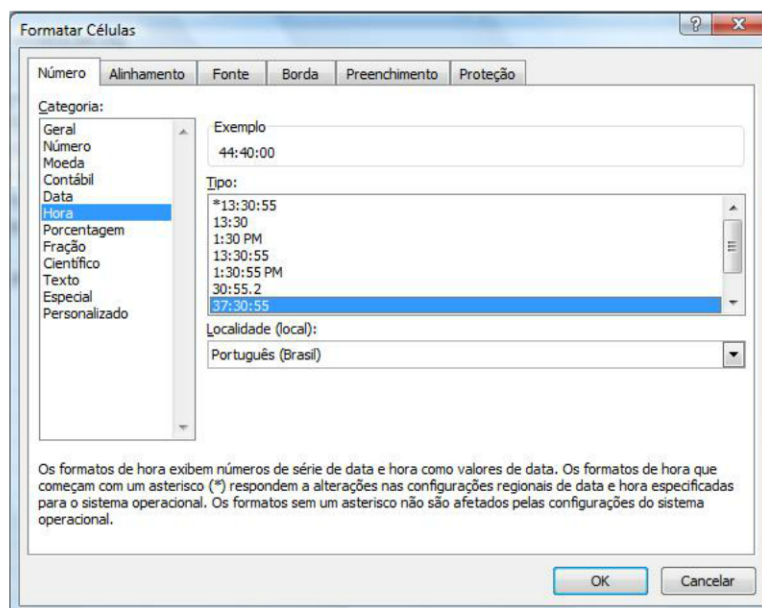 Formatar Células
Número Alinhamento Fonte Borda Preenchimento Proteção
Categoria:
Geral
Número
Moeda
Contábil
Data
Hora
Porcentagem
Fração
Científico
Texto
Especial
Personalizado
Exemplo
44:40:00
Tipo:
*13:30:55
13:30
1:30 PM
13:30:55
1:30:55 PM
30:55.2
37:30:55
Localidade (local):
Português (Brasil)
Os formatos de hora exibem números de série de data e hora como valores de data. Os formatos de hora que
começam com um asterisco (*) respondem a alterações nas configurações regionais de data e hora especificadas
para o sistema operacional. Os formatos sem um asterisco não são afetados pelas configurações do sistema
operacional.
OK Cancelar